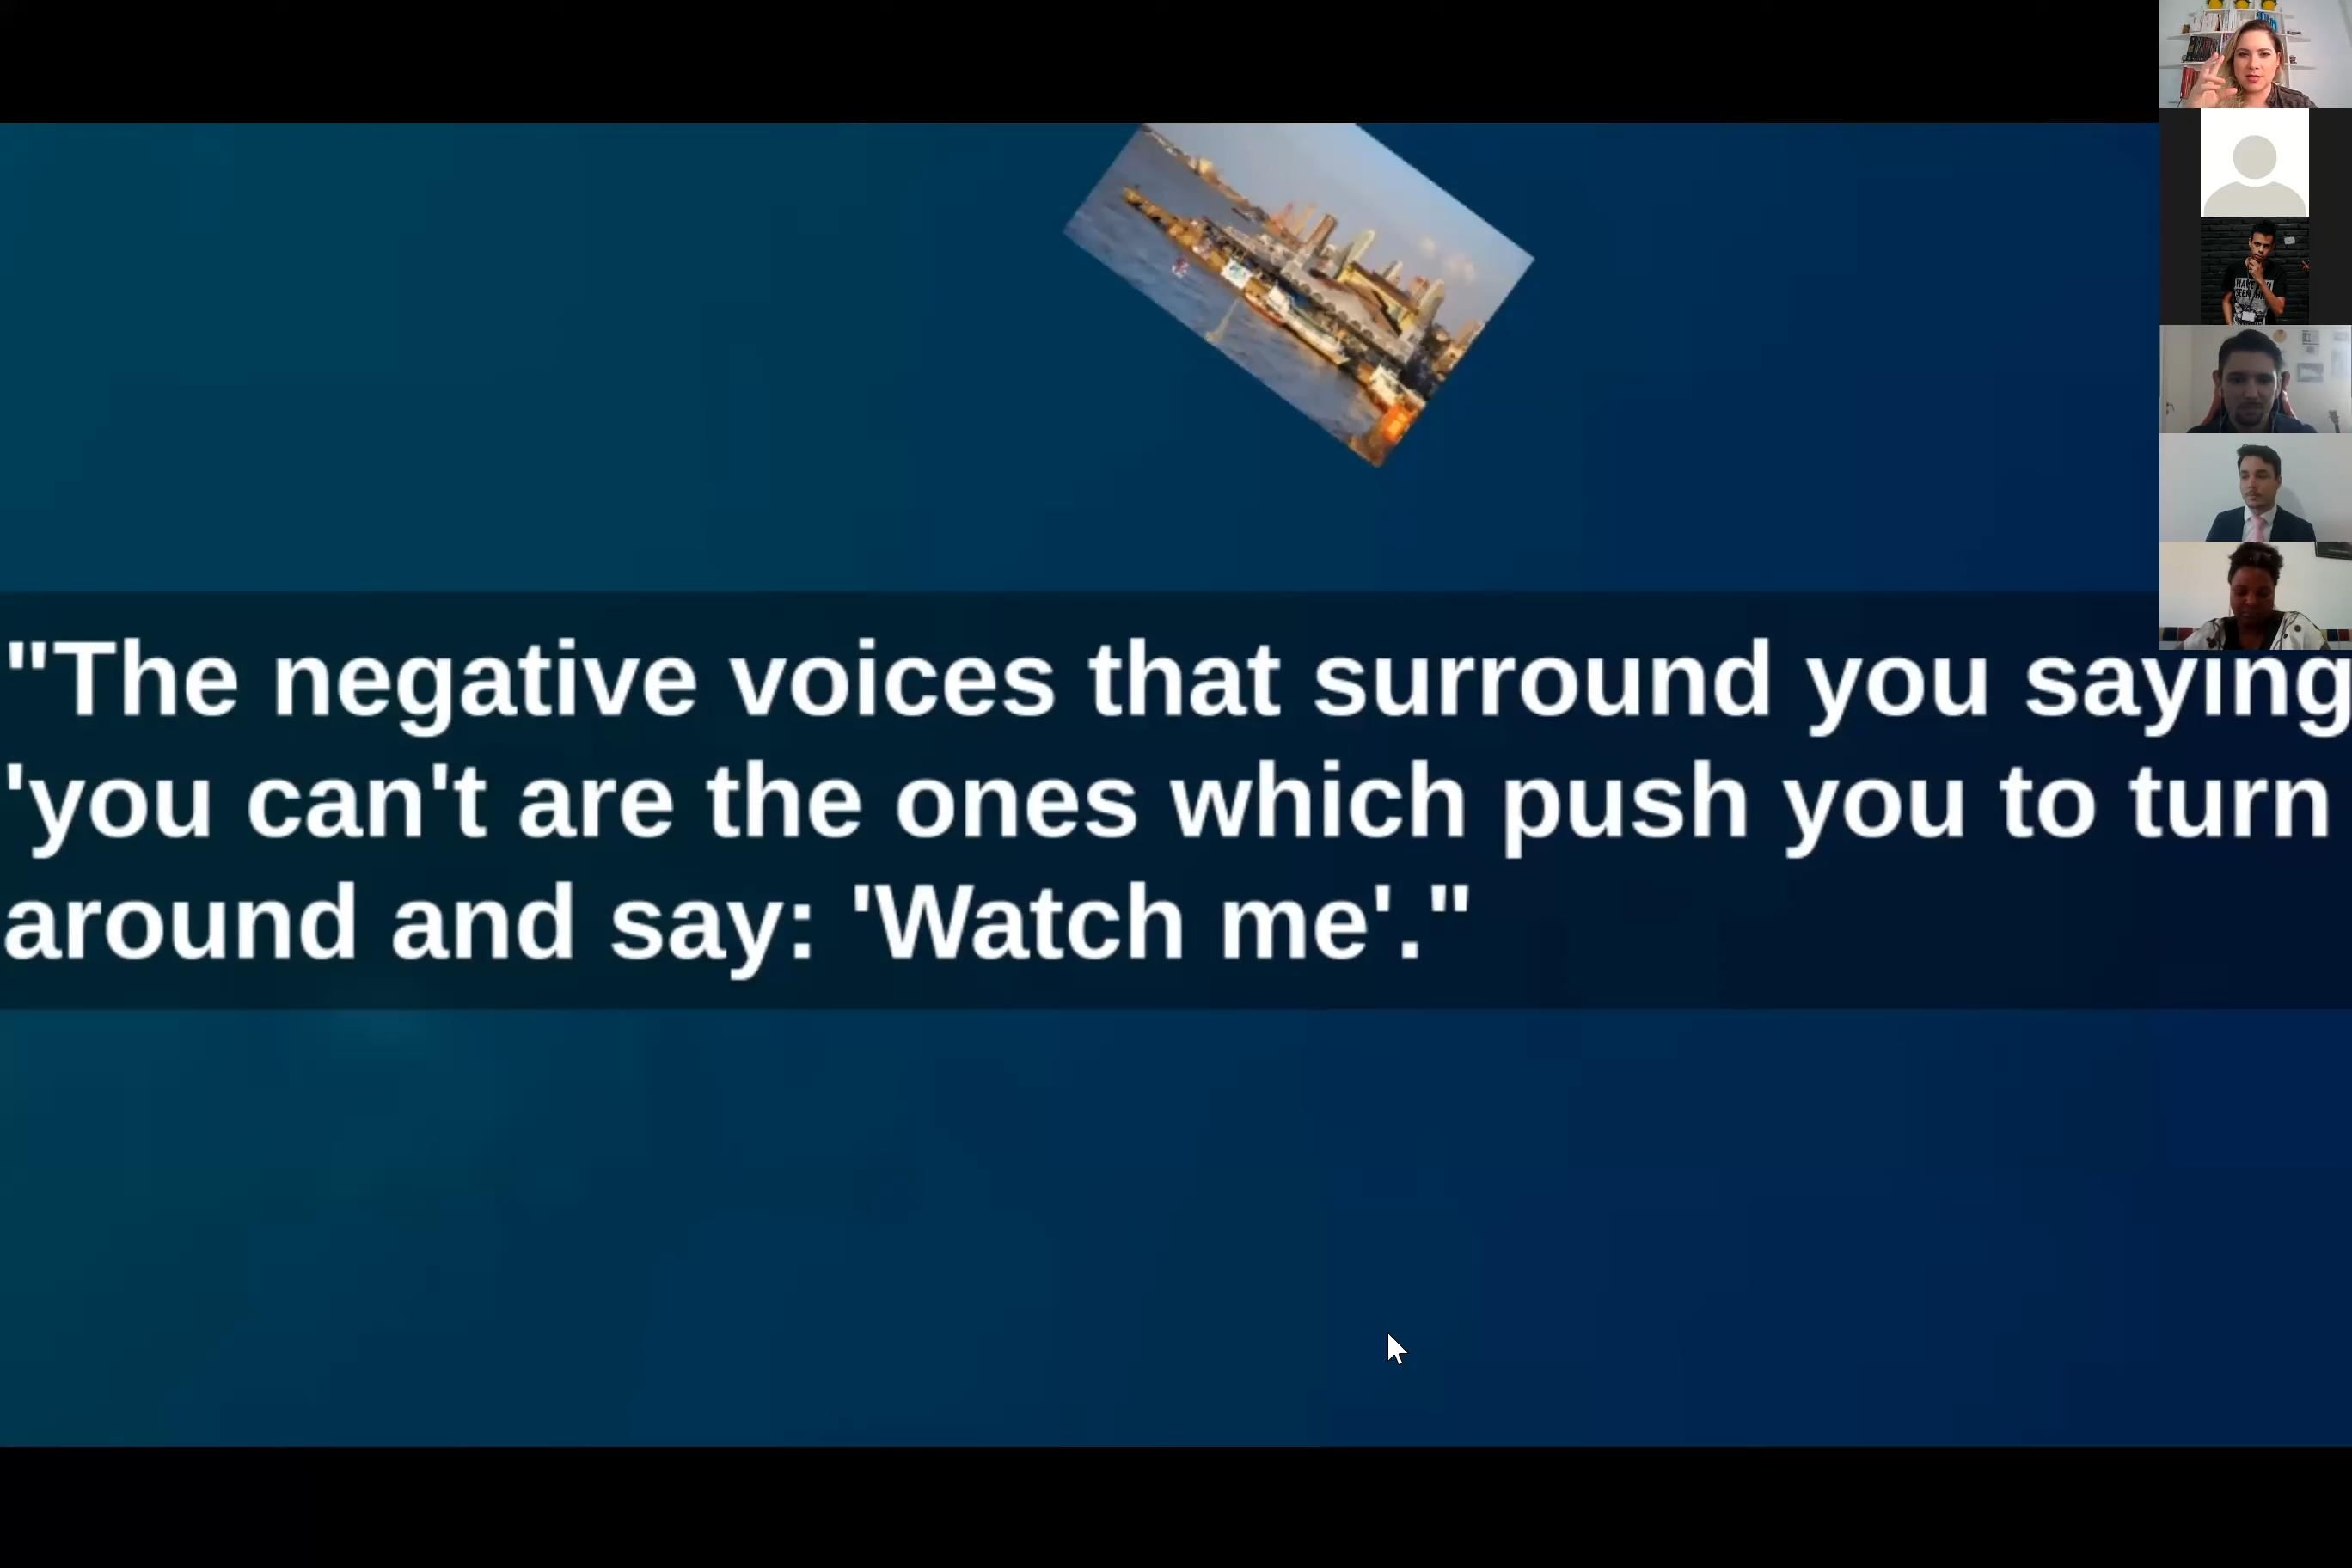 "The negative voices that surround you saying
'you can't are the ones which push you to turn
around and say: 'Watch me'."